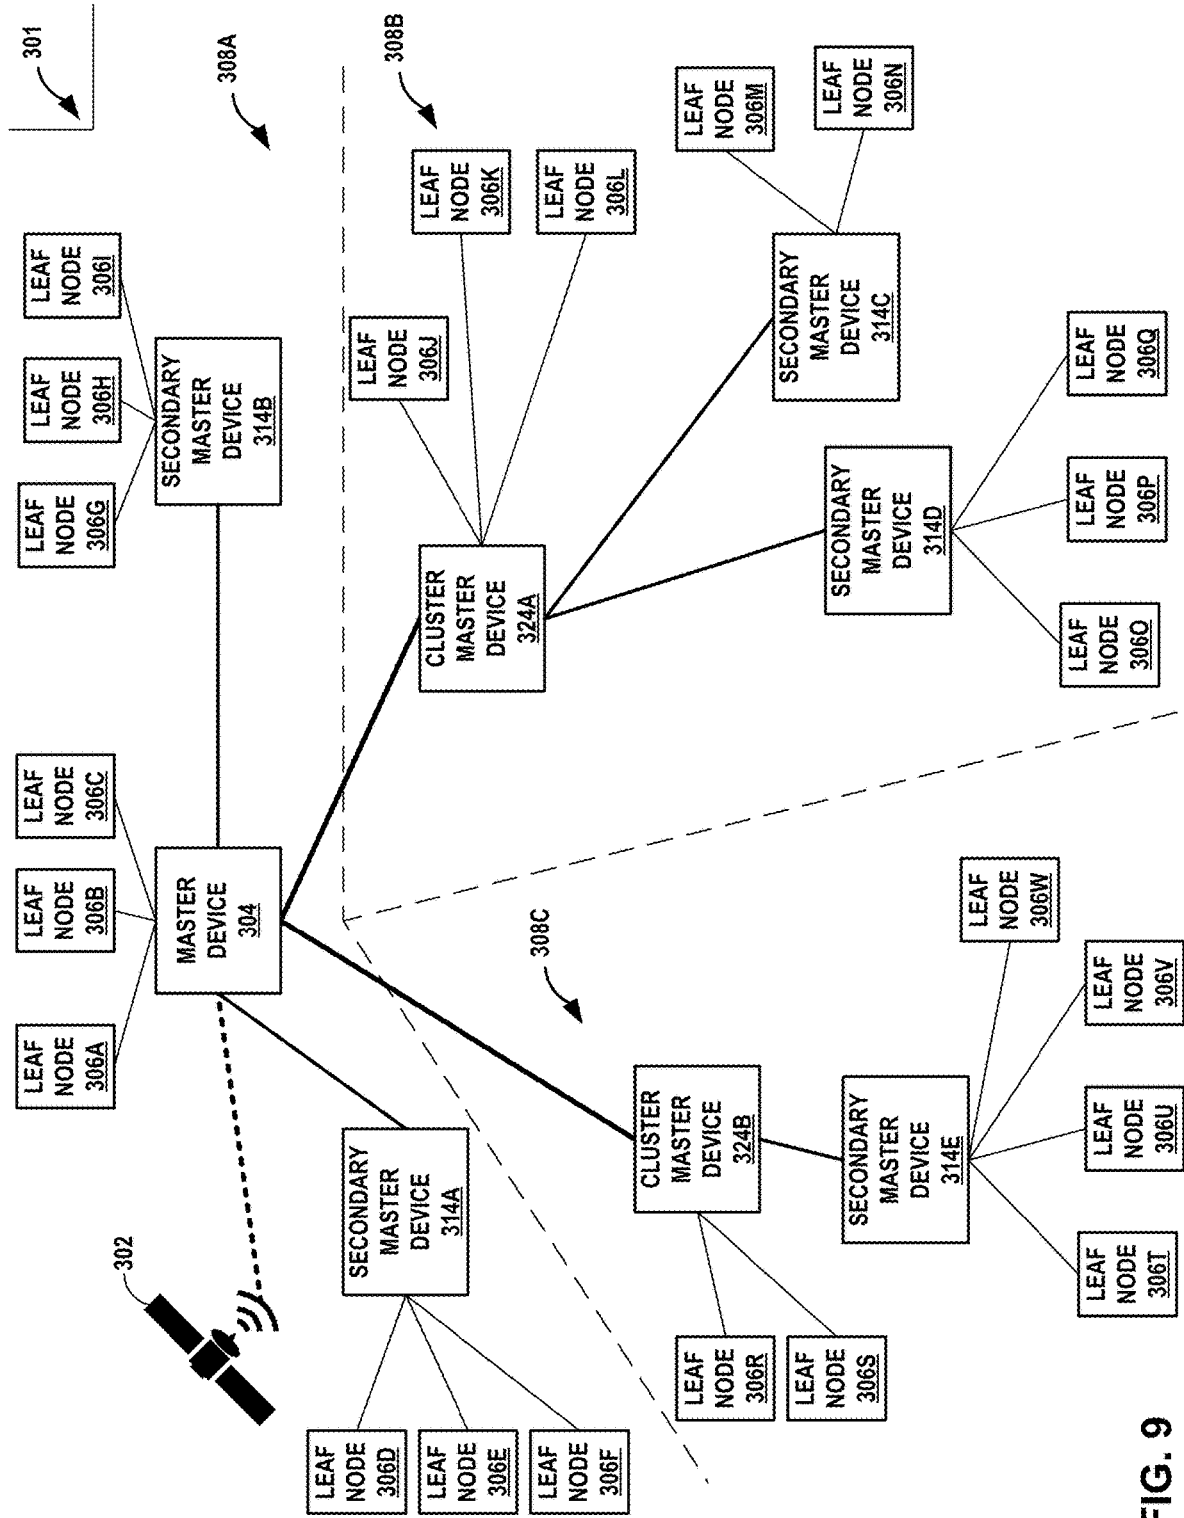 301
308A
LEAF
NODE
306I
LEAF
NODE
306H
LEAF
NODE
306G
SECONDARY
MASTER
DEVICE
314B
LEAF
NODE
306C
LEAF
NODE
306B
LEAF
NODE
306A
MASTER
DEVICE
304
302
SECONDARY
MASTER
DEVICE
314A
LEAF
NODE
306D
LEAF
NODE
306E
LEAF
NODE
306F
308B
LEAF
NODE
306J
LEAF
NODE
306K
LEAF
NODE
306L
CLUSTER
MASTER
DEVICE
324A
LEAF
NODE
306M
LEAF
NODE
306N
SECONDARY
MASTER
DEVICE
314C
SECONDARY
MASTER
DEVICE
314D
LEAF
NODE
306O
LEAF
NODE
306P
LEAF
NODE
306Q
308C
CLUSTER
MASTER
DEVICE
324B
LEAF
NODE
306R
LEAF
NODE
306S
SECONDARY
MASTER
DEVICE
314E
LEAF
NODE
306T
LEAF
NODE
306U
LEAF
NODE
306V
LEAF
NODE
306W
FIG. 9